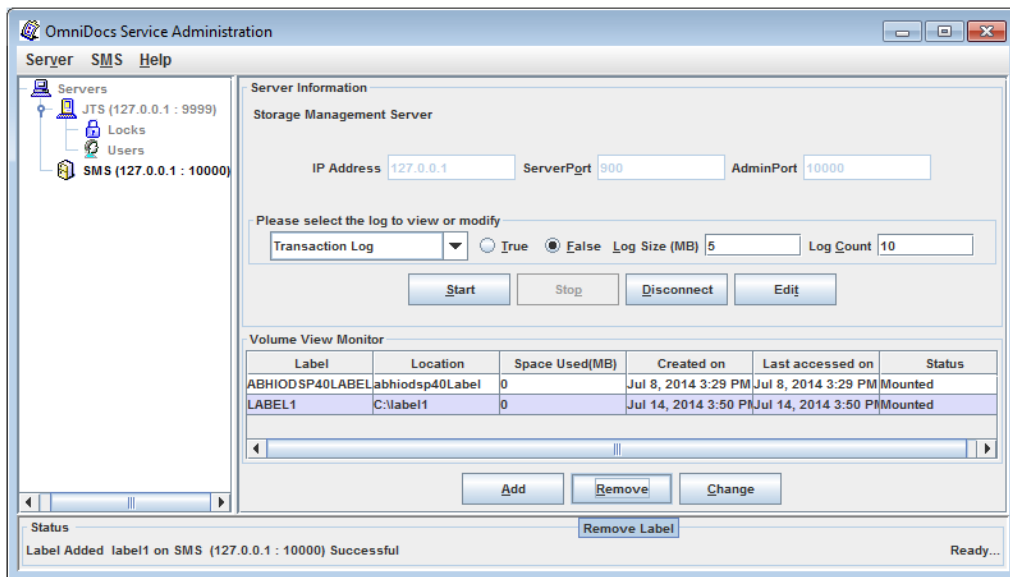 OmniDocs Service Administration
Server SMS Help
Servers
JTS (127.0.0.1 : 9999)
Locks
Users
SMS (127.0.0.1 : 10000)
Server Information
Storage Management Server
IP Address 127.0.0.1 ServerPort 900 AdminPort 10000
Please select the log to view or modify
Transaction Log True False Log Size (MB) 5 Log Count 10
Start Stop Disconnect Edit
Volume View Monitor
Label Location Space Used(MB) Created on Last accessed on Status
ABHIODSP40LABEL abhiodsp40Label 0 Jul 8, 2014 3:29 PM Jul 8, 2014 3:29 PM Mounted
LABEL1 C:\label1 0 Jul 14, 2014 3:50 PM Jul 14, 2014 3:50 PM Mounted
Add Remove Change
Remove Label
Status
Label Added label1 on SMS (127.0.0.1 : 10000) Successful Ready...